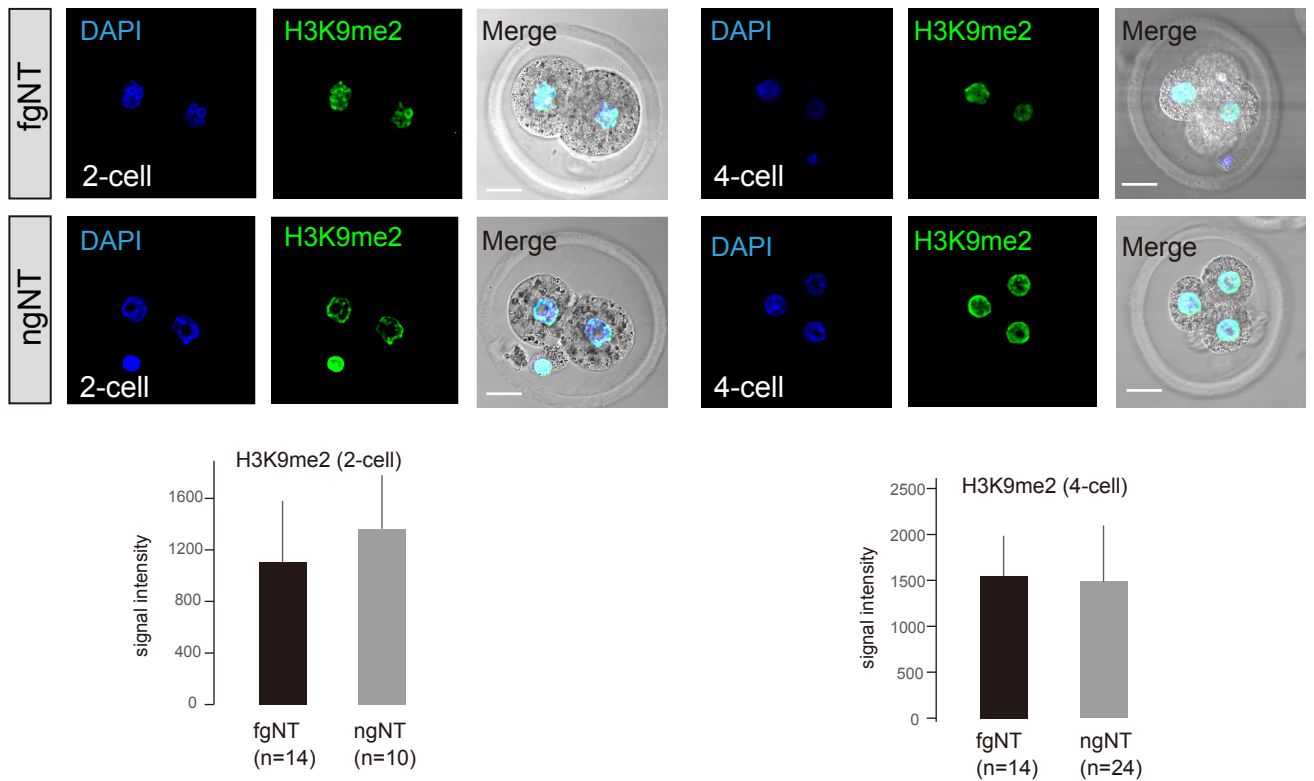 fgNT
DAPI
2-cell
H3K9me2
Merge
DAPI
4-cell
H3K9me2
Merge
ngNT
DAPI
2-cell
H3K9me2
Merge
DAPI
4-cell
H3K9me2
Merge
H3K9me2 (2-cell)
signal intensity
1600
1200
800
400
0
fgNT
(n=14)
ngNT
(n=10)
H3K9me2 (4-cell)
signal intensity
2500
2000
1500
1000
500
0
fgNT
(n=14)
ngNT
(n=24)